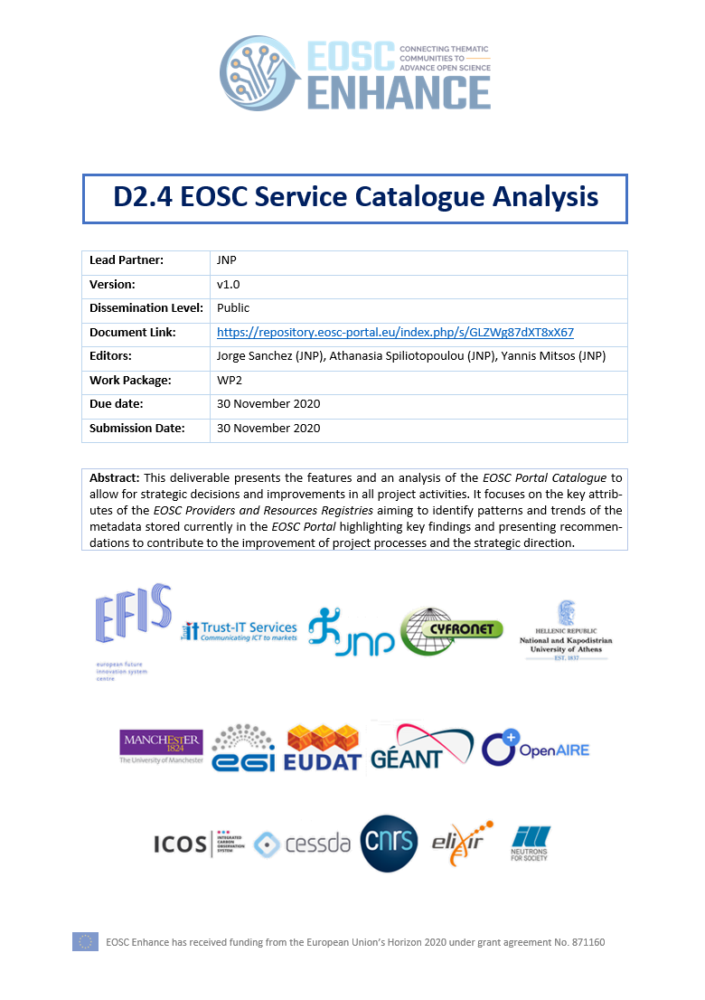 EOSC
ENHANCE
CONNECTING THEMATIC
COMMUNITIES TO
ADVANCE OPEN SCIENCE
D2.4 EOSC Service Catalogue Analysis
Lead Partner: JNP
Version: v1.0
Dissemination Level: Public
Document Link: https://repository.eosc-portal.eu/index.php/s/GLZWg87dXT8xX67
Editors: Jorge Sanchez (JNP), Athanasia Spiliotopoulou (JNP), Yannis Mitsos (JNP)
Work Package: WP2
Due date: 30 November 2020
Submission Date: 30 November 2020
Abstract: This deliverable presents the features and an analysis of the EOSC Portal Catalogue to
allow for strategic decisions and improvements in all project activities. It focuses on the key attrib-
utes of the EOSC Providers and Resources Registries aiming to identify patterns and trends of the
metadata stored currently in the EOSC Portal highlighting key findings and presenting recommen-
dations to contribute to the improvement of project processes and the strategic direction.
EFIS
european future
innovation system
centre
Trust it Trust-IT Services
Communicating ICT to markets
jnp
CYFRONET
HELLENIC REPUBLIC
National and Kapodistrian
University of Athens
EST. 1837
MANCHESTER
1824
The University of Manchester
egi
EUDAT
GÉANT
OpenAIRE
ICOS
INTEGRATED
CARBON
OBSERVATION
SYSTEM
cessda
cnrs
elixir
ill
NEUTRONS
FOR SOCIETY
EOSC Enhance has received funding from the European Union's Horizon 2020 under grant agreement No. 871160